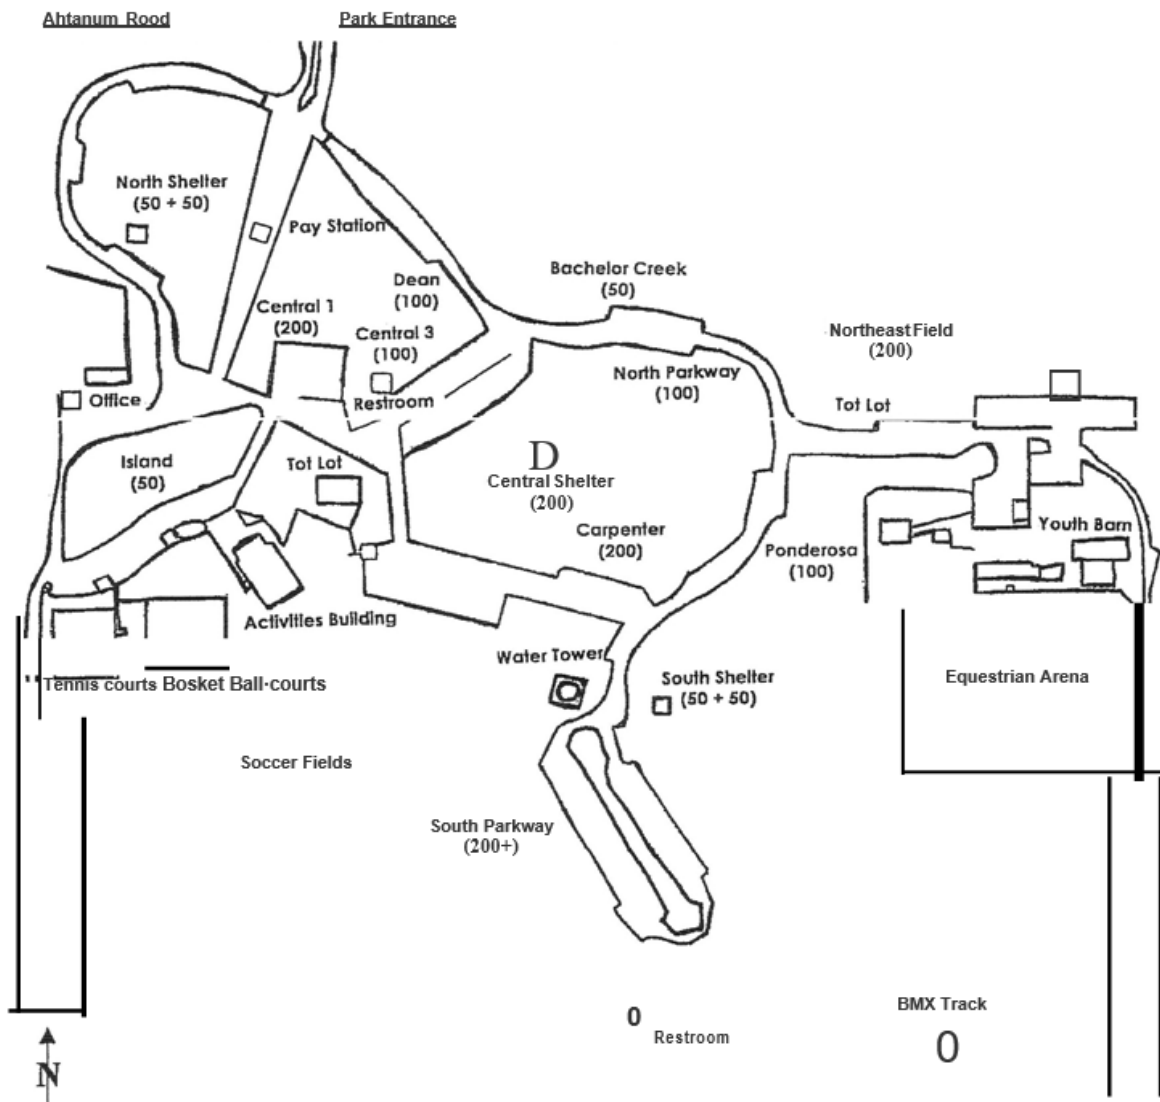 Ahtanum Rood
Park Entrance
North Shelter
(50 + 50)
Pay Station
Dean
(100)
Bachelor Creek
(50)
Central 1
(200)
Central 3
(100)
Northeast Field
(200)
North Parkway
(100)
Office
Restroom
Tot Lot
Island
(50)
Tot Lot
D
Central Shelter
(200)
Carpenter
(200)
Ponderosa
(100)
Youth Barn
Activities Building
Water Tower
South Shelter
(50 + 50)
Equestrian Arena
Tennis courts Bosket Ball·courts
Soccer Fields
South Parkway
(200+)
0
Restroom
BMX Track
0
N